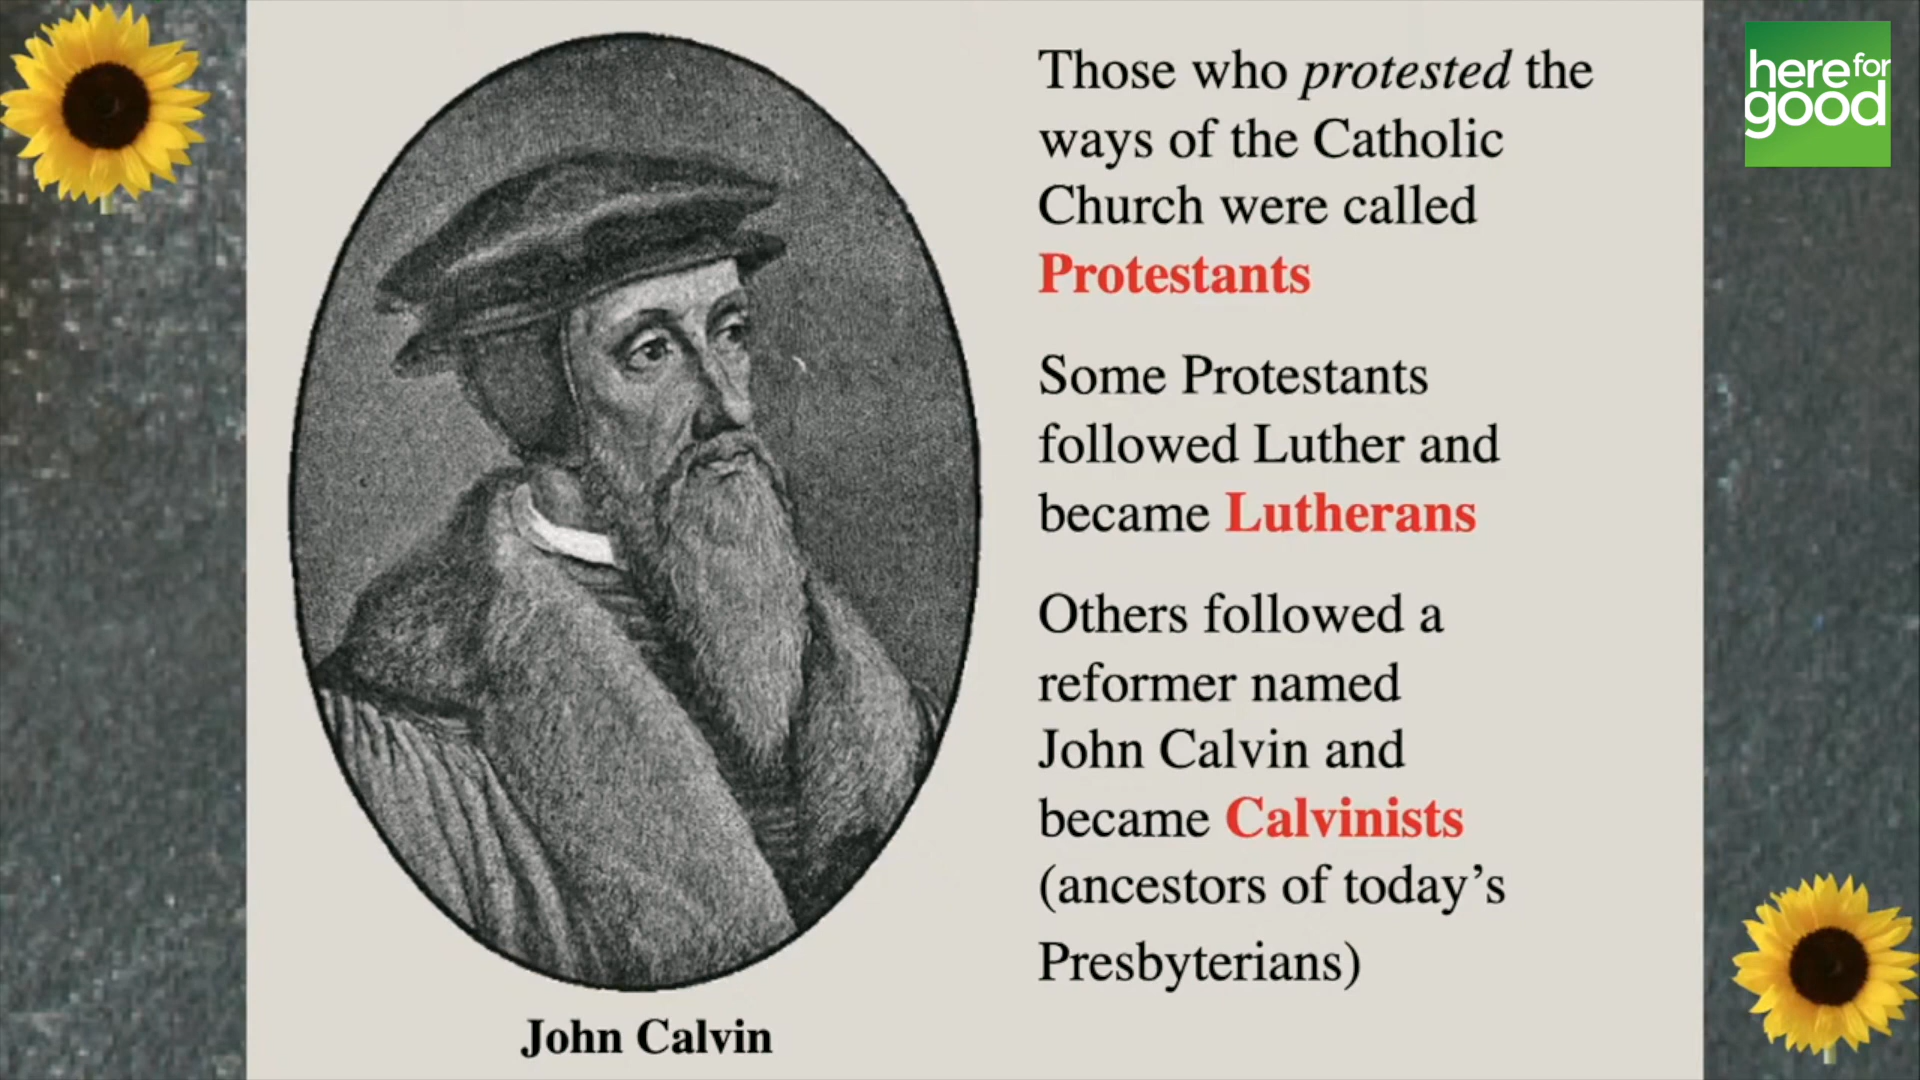 Those who protested the
ways of the Catholic
Church were called
Protestants
Some Protestants
followed Luther and
became Lutherans
Others followed a
reformer named
John Calvin and
became Calvinists
(ancestors of today's
Presbyterians)
John Calvin
here for
good